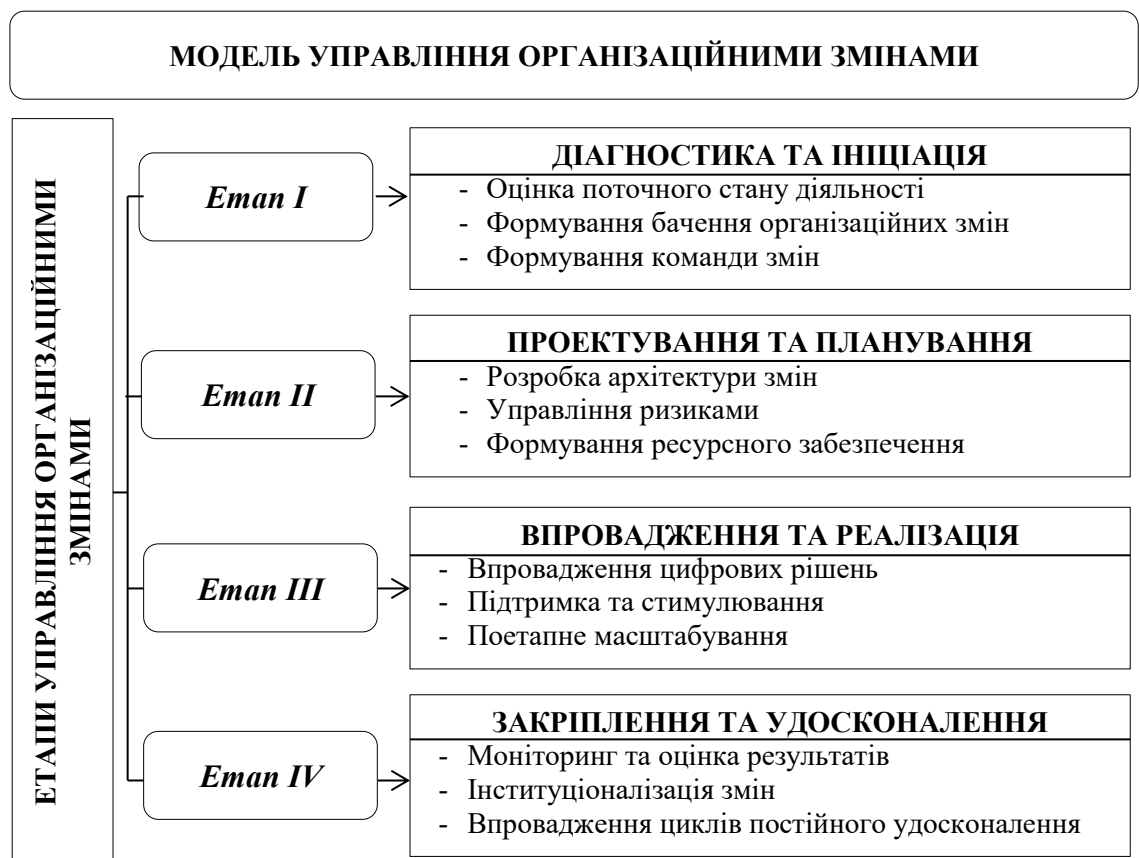 МОДЕЛЬ УПРАВЛІННЯ ОРГАНІЗАЦІЙНИМИ ЗМІНАМИ
ЕТАПИ УПРАВЛІННЯ ОРГАНІЗАЦІЙНИМИ
ЗМІНАМИ
Етап I
ДІАГНОСТИКА ТА ІНІЦІАЦІЯ
- Оцінка поточного стану діяльності
- Формування бачення організаційних змін
- Формування команди змін
Етап II
ПРОЕКТУВАННЯ ТА ПЛАНУВАННЯ
- Розробка архітектури змін
- Управління ризиками
- Формування ресурсного забезпечення
Етап III
ВПРОВАДЖЕННЯ ТА РЕАЛІЗАЦІЯ
- Впровадження цифрових рішень
- Підтримка та стимулювання
- Поетапне масштабування
Етап IV
ЗАКРІПЛЕННЯ ТА УДОСКОНАЛЕННЯ
- Моніторинг та оцінка результатів
- Інституціоналізація змін
- Впровадження циклів постійного удосконалення